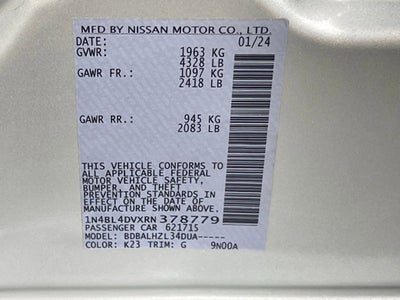 MFD BY NISSAN MOTOR CO., LTD.
DATE: 01/24
GVWR: 1963 KG
4328 LB
GAWR FR.: 1097 KG
2418 LB
GAWR RR.: 945 KG
2083 LB
THIS VEHICLE CONFORMS TO
ALL APPLICABLE FEDERAL
MOTOR VEHICLE SAFETY,
BUMPER, AND THEFT
PREVENTION STANDARDS
IN EFFECT ON THE DATE OF
MANUFACTURE SHOWN ABOVE.
1N4BL4DVXRN378779
PASSENGER CAR 621715
MODEL: BDBALHZL34DUA-----
COLOR: K23 TRIM: G 9N00A